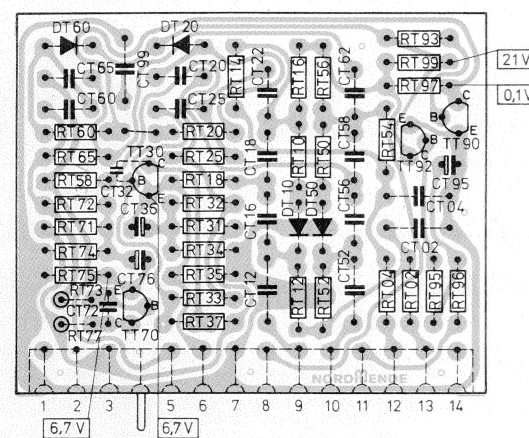 DT60 DT20
CT65 CT99 CT20 RT14 CT22 RT16 RT56 CT62 RT93
RT99 21V
CT60 CT25 RT97 0,1V
RT60 RT20 RT94 C B E TT90
RT65 TT30 C RT25 CT18 RT10 RT50 CT58 E B C TT92
RT58 CT32 B E RT18 CT95
RT72 CT36 RT32 DT10 DT50 CT56 CT04
RT71 RT31 CT16
RT74 RT34 CT02
RT75 CT76 RT35 CT12 RT12 RT52 CT52 RT04 RT02 RT95 RT96
RT73 E B C RT33
CT72
RT77 TT70 RT37
NORDMENDE
1 2 3 5 6 7 8 9 10 11 12 13 14
6,7 V 6,7 V